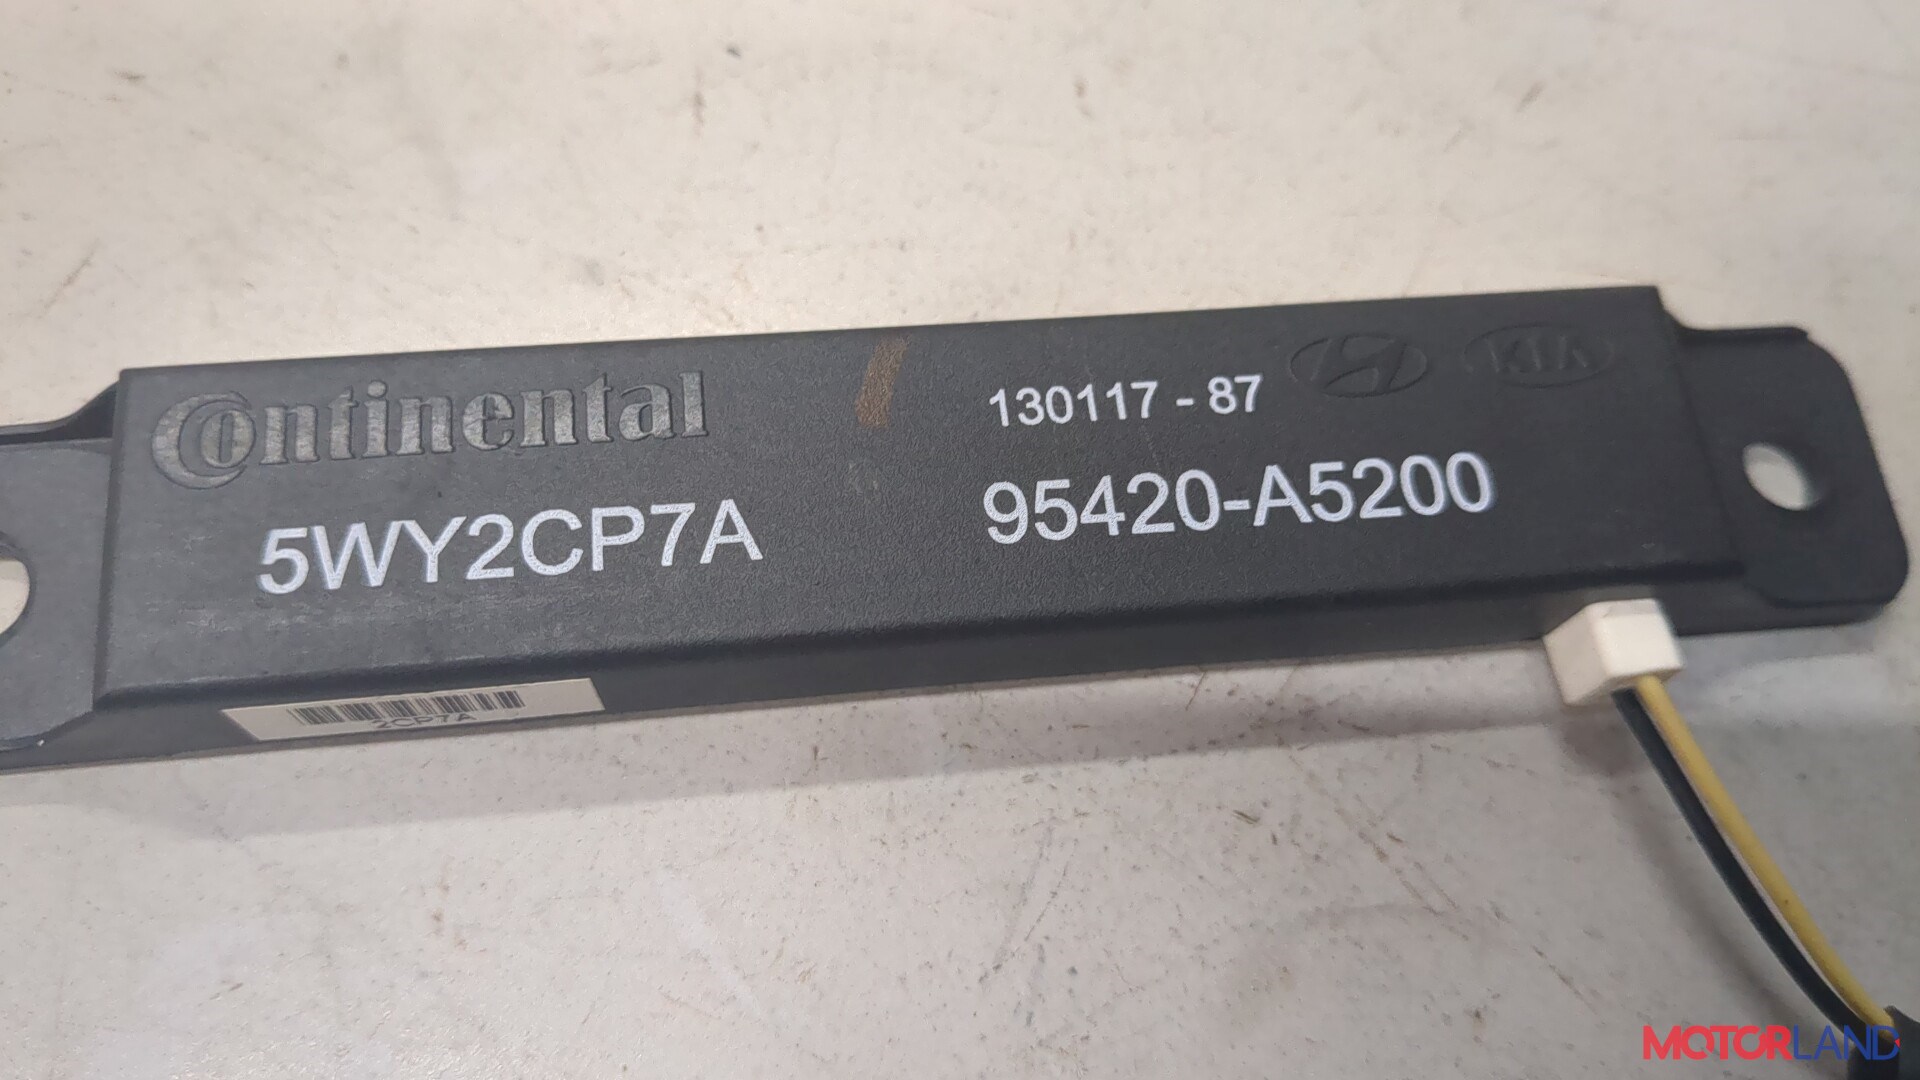 Continental
130117 - 87
KIA
5WY2CP7A
95420-A5200
2CP7A
MOTORLAND